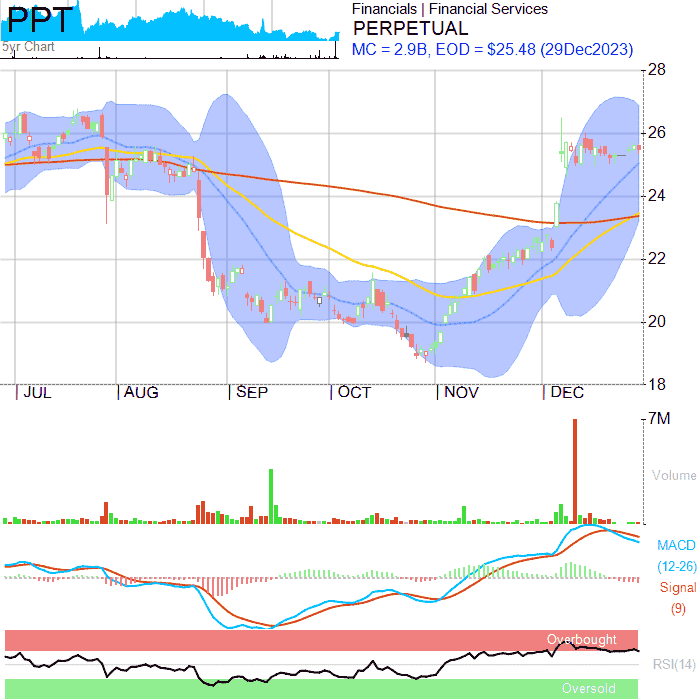 PPT
5yr Chart
Financials | Financial Services
PERPETUAL
MC = 2.9B, EOD = $25.48 (29Dec2023)
28
26
24
22
20
18
JUL AUG SEP OCT NOV DEC
7M
Volume
MACD
(12-26)
Signal
(9)
Overbought
RSI(14)
Oversold